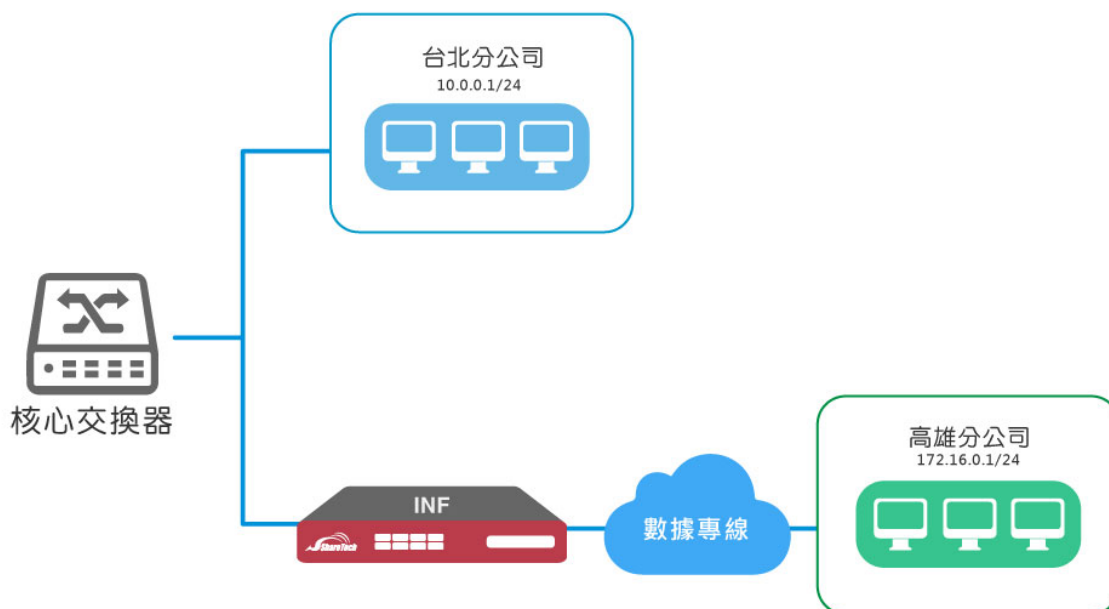 台北分公司
10.0.0.1/24
核心交換器
INF
ShareTech
數據專線
高雄分公司
172.16.0.1/24